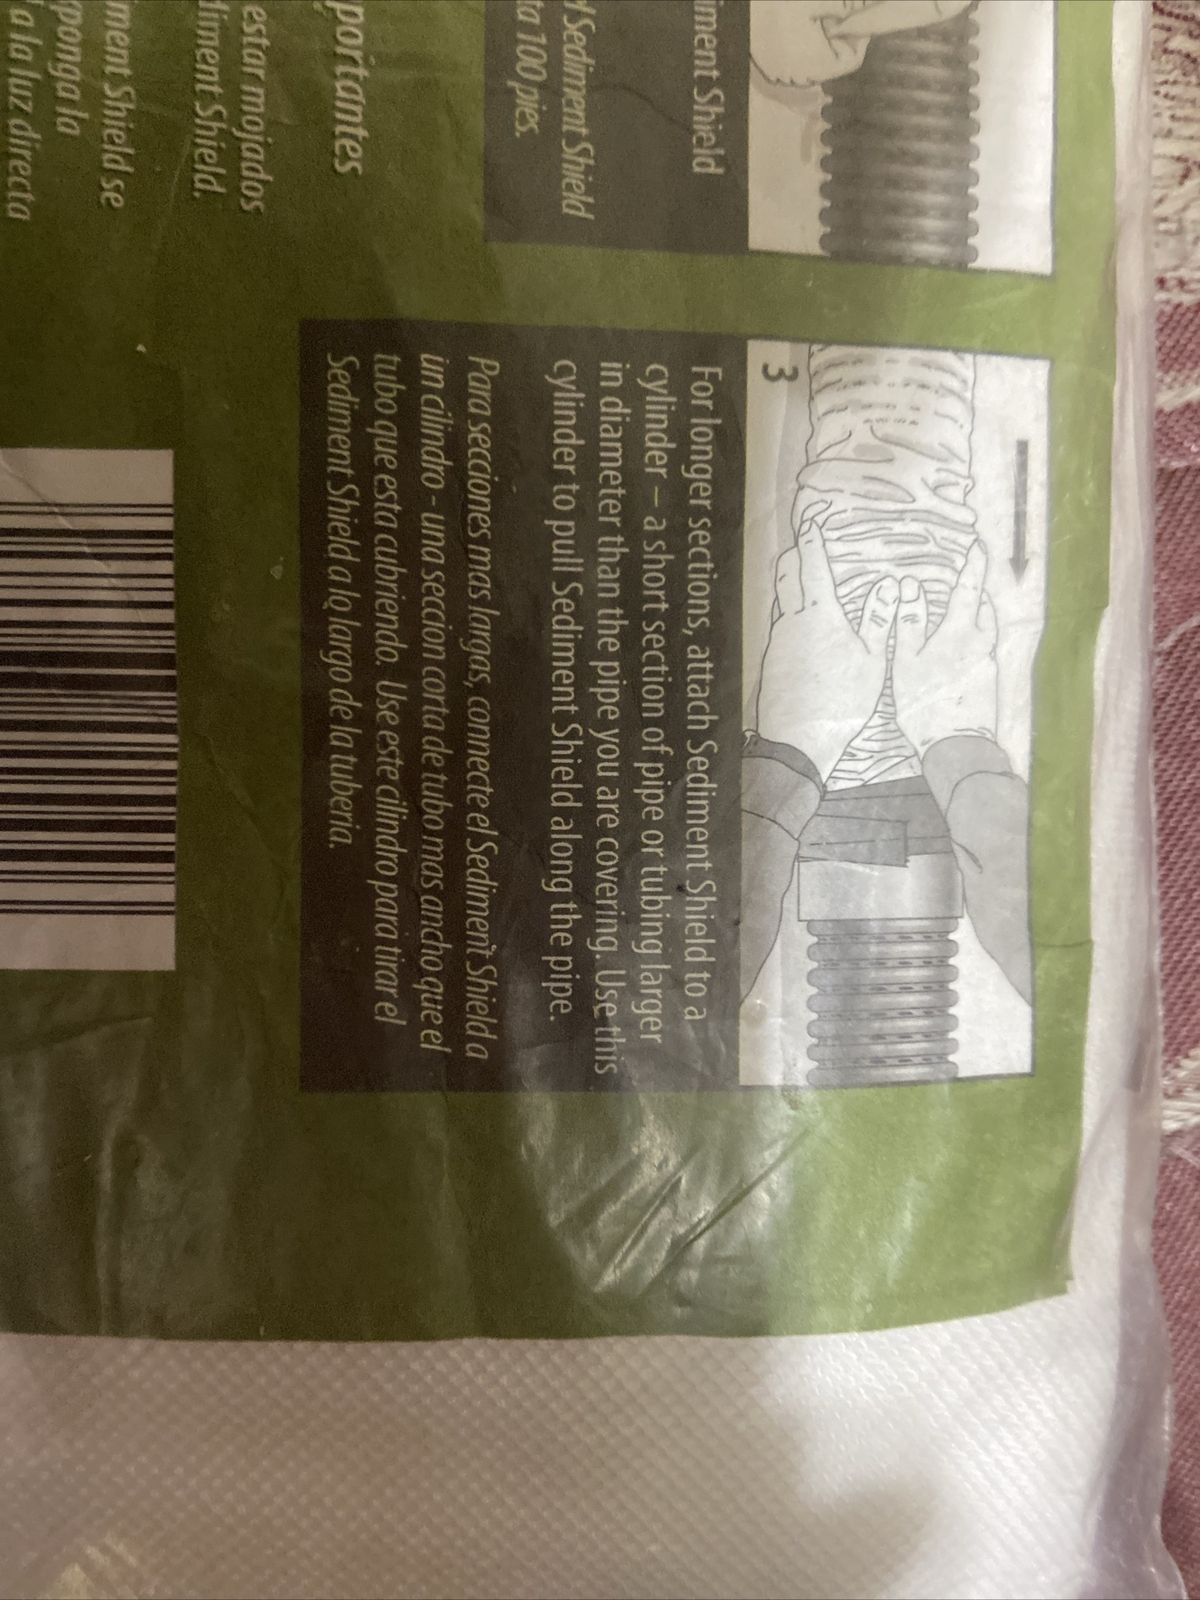 iment Shield
Sediment Shield
100 pies.
portantes
estar mojados
diment Shield.
iment Shield se
ponga la
a la luz directa
3
For longer sections, attach Sediment Shield to a
cylinder – a short section of pipe or tubing larger
in diameter than the pipe you are covering. Use this
cylinder to pull Sediment Shield along the pipe.
Para secciones mas largas, connecte el Sediment Shield a
un cilindro - una seccion corta de tubo mas ancho que el
tubo que esta cubriendo. Use este cilindro para tirar el
Sediment Shield a lo largo de la tuberia.